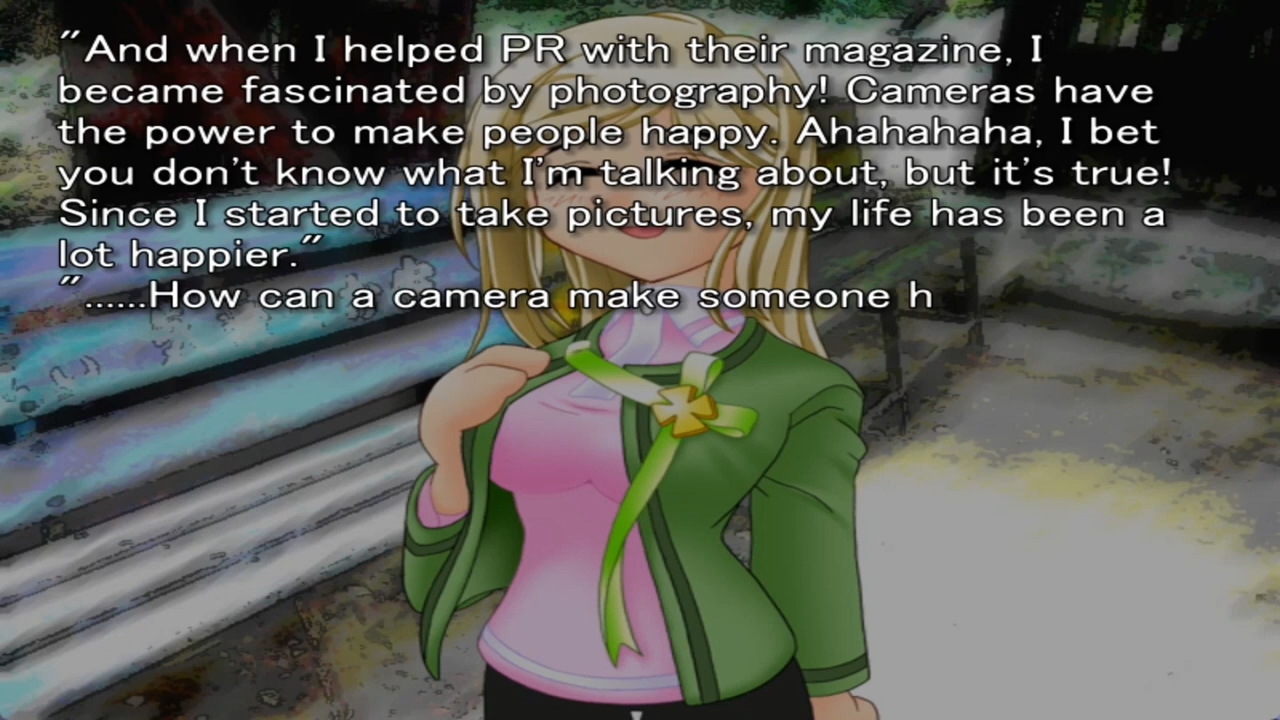 "And when I helped PR with their magazine, I
became fascinated by photography! Cameras have
the power to make people happy. Ahahahaha, I bet
you don't know what I'm talking about, but it's true!
Since I started to take pictures, my life has been a
lot happier."
"......How can a camera make someone h